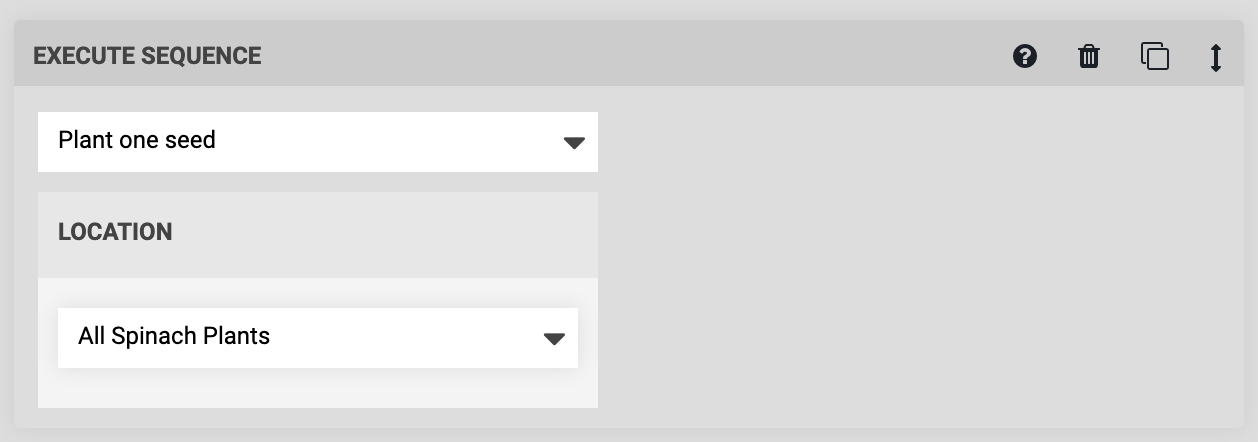 EXECUTE SEQUENCE
Plant one seed
LOCATION
All Spinach Plants